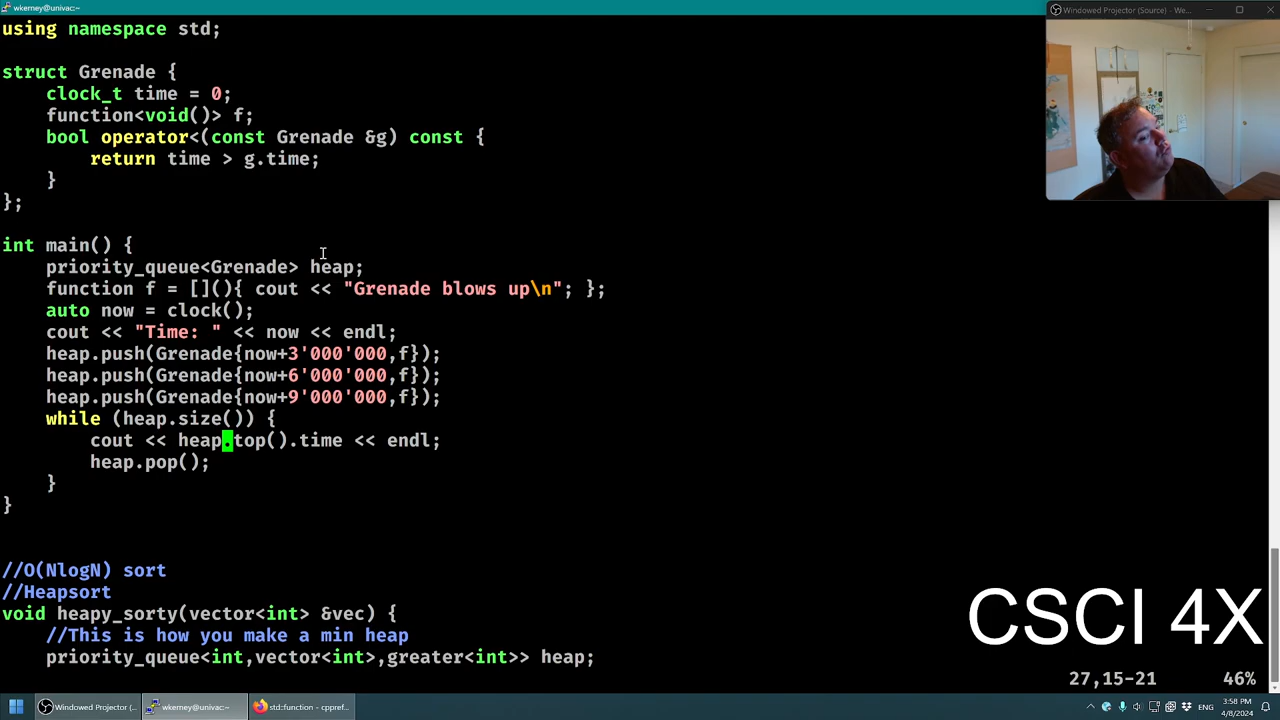 wkerney@univac:~
Windowed Projector (Source) - We...
using namespace std;
struct Grenade {
    clock_t time = 0;
    function<void()> f;
    bool operator<(const Grenade &g) const {
        return time > g.time;
    }
};
int main() {
    priority_queue<Grenade> heap;
    function f = [](){ cout << "Grenade blows up\n"; };
    auto now = clock();
    cout << "Time: " << now << endl;
    heap.push(Grenade{now+3'000'000,f});
    heap.push(Grenade{now+6'000'000,f});
    heap.push(Grenade{now+9'000'000,f});
    while (heap.size()) {
        cout << heap.top().time << endl;
        heap.pop();
    }
}
//O(NlogN) sort
//Heapsort
void heapy_sorty(vector<int> &vec) {
    //This is how you make a min heap
    priority_queue<int,vector<int>,greater<int>> heap;
CSCI 4X
27,15-21 46%
Windowed Projector (...
wkerney@univac:~
std::function - cppref...
ENG
3:58 PM
4/8/2024